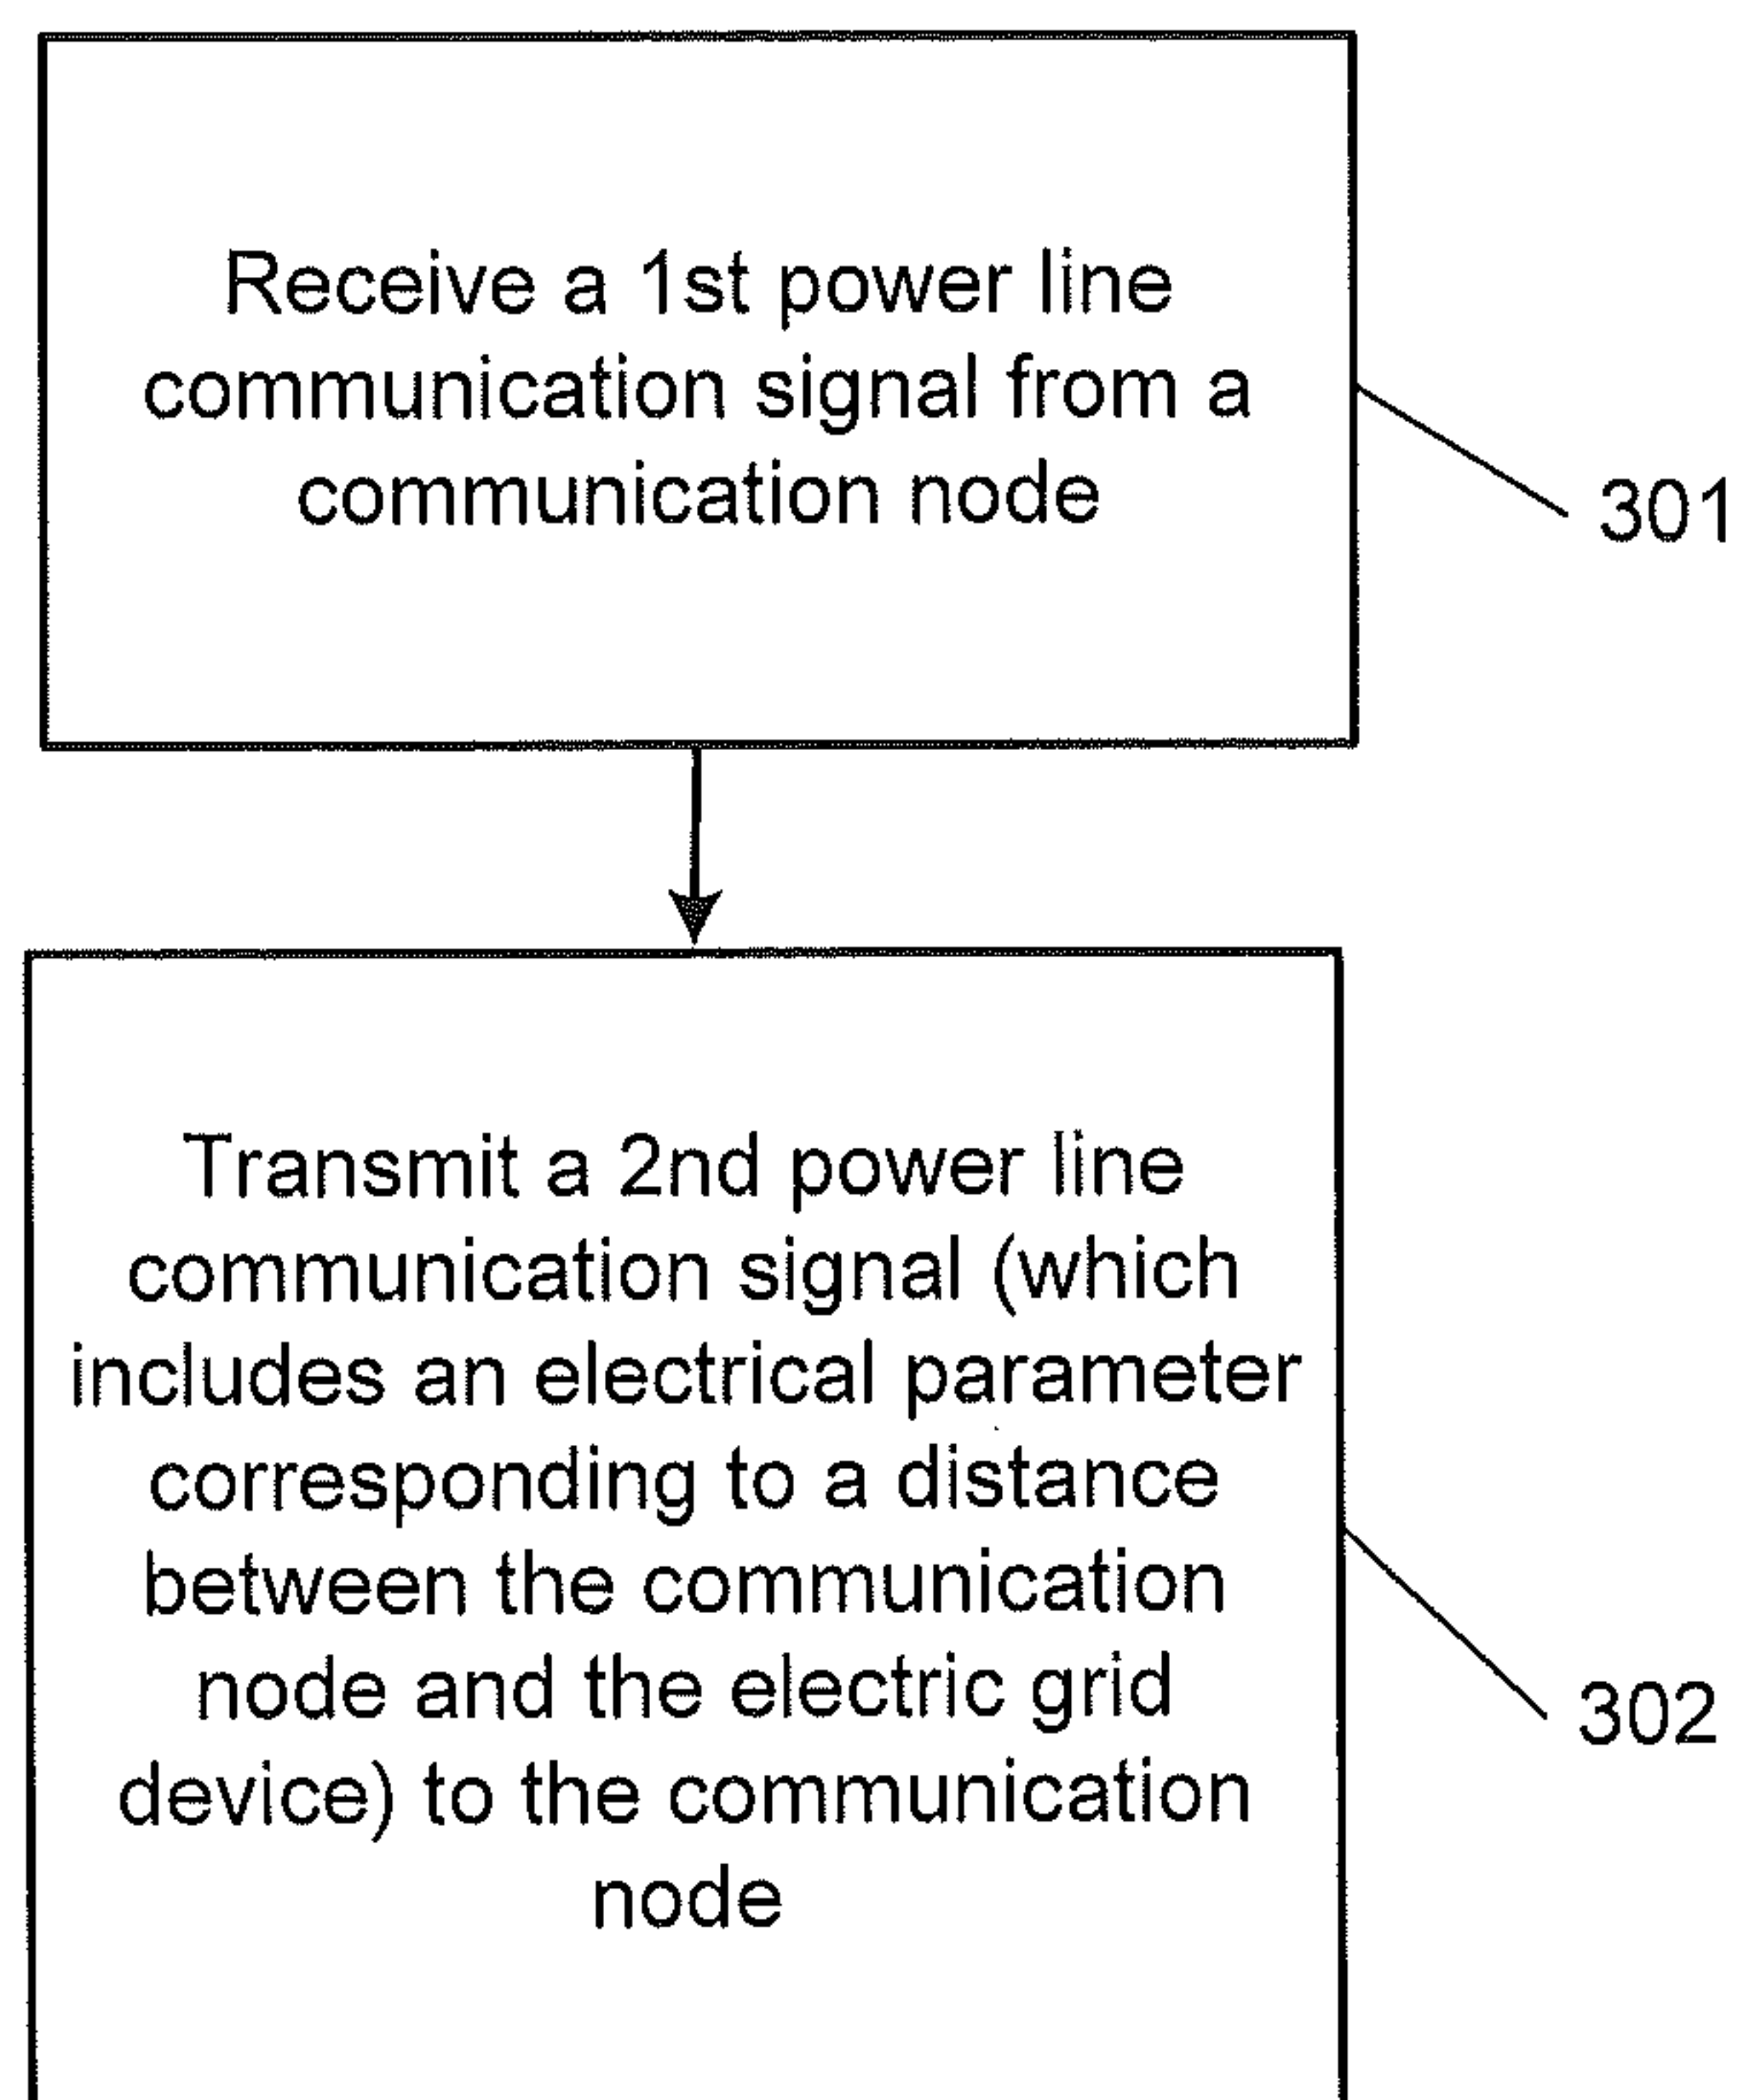 Receive a 1st power line
communication signal from a
communication node
301
Transmit a 2nd power line
communication signal (which
includes an electrical parameter
corresponding to a distance
between the communication
node and the electric grid
device) to the communication
node
302